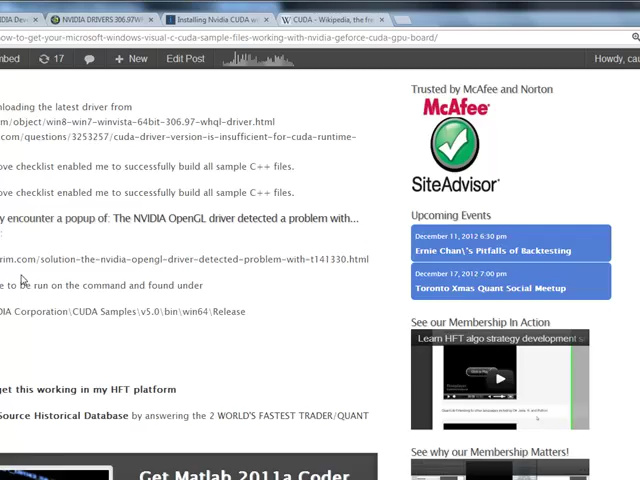 NVIDIA DRIVERS 306.97WH
Installing Nvidia CUDA w
CUDA - Wikipedia, the fre
how-to-get-your-microsoft-windows-visual-c-cuda-sample-files-working-with-nvidia-geforce-cuda-gpu-board/
17
New
Edit Post
Howdy, cau
nloading the latest driver from
m/object/win8-win7-winvista-64bit-306.97-whql-driver.html
com/questions/3253257/cuda-driver-version-is-insufficient-for-cuda-runtime-
ove checklist enabled me to successfully build all sample C++ files.
ove checklist enabled me to successfully build all sample C++ files.
y encounter a popup of: The NVIDIA OpenGL driver detected a problem with...
:
rim.com/solution-the-nvidia-opengl-driver-detected-problem-with-t141330.html
e to be run on the command and found under
DIA Corporation\CUDA Samples\v5.0\bin\win64\Release
get this working in my HFT platform
Source Historical Database by answering the 2 WORLD'S FASTEST TRADER/QUANT
Get Matlab 2011a Coder
Trusted by McAfee and Norton
McAfee
SiteAdvisor
Upcoming Events
December 11, 2012 6:30 pm
Ernie Chan\'s Pitfalls of Backtesting
December 17, 2012 7:00 pm
Toronto Xmas Quant Social Meetup
See our Membership In Action
Learn HFT algo strategy development s
See why our Membership Matters!